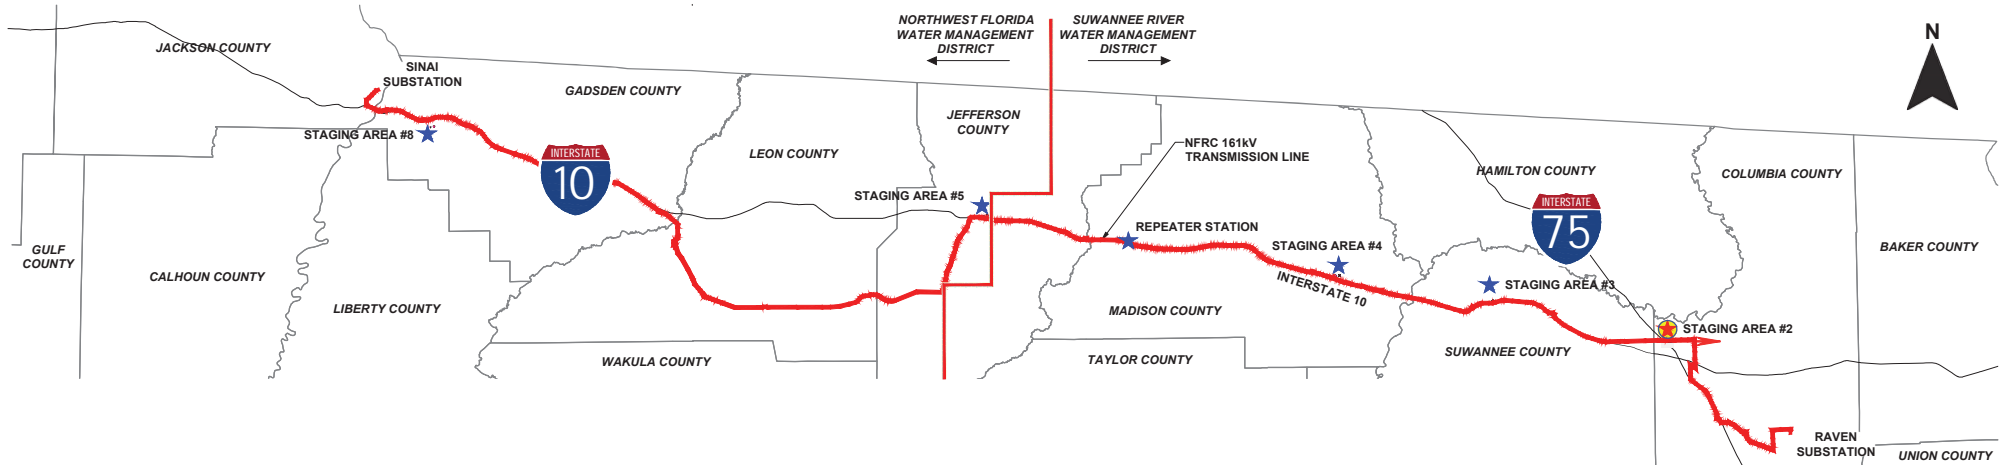 NORTHWEST FLORIDA
WATER MANAGEMENT
DISTRICT
SUWANNEE RIVER
WATER MANAGEMENT
DISTRICT
N
JACKSON COUNTY
SINAI
SUBSTATION
GADSDEN COUNTY
JEFFERSON
COUNTY
STAGING AREA #8
LEON COUNTY
NFRC 161kV
TRANSMISSION LINE
HAMILTON COUNTY
COLUMBIA COUNTY
INTERSTATE
10
STAGING AREA #5
INTERSTATE
75
REPEATER STATION
STAGING AREA #4
GULF
COUNTY
CALHOUN COUNTY
BAKER COUNTY
INTERSTATE 10
STAGING AREA #3
LIBERTY COUNTY
MADISON COUNTY
STAGING AREA #2
WAKULA COUNTY
TAYLOR COUNTY
SUWANNEE COUNTY
RAVEN
SUBSTATION
UNION COUNTY